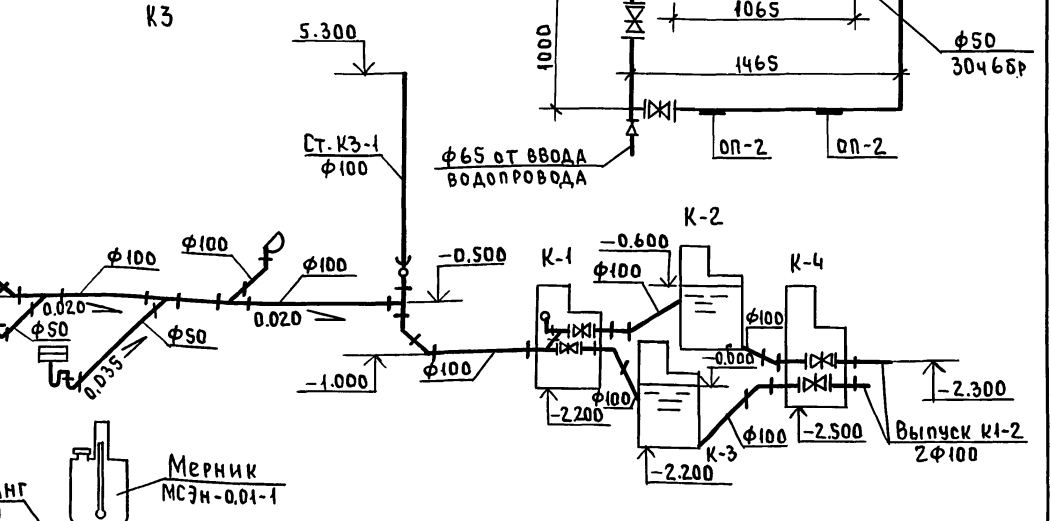 К3
5.300
Ст. К3-1
ф100
1000
1065
1465
ф50
30ч6бр
ф65 от ввода
водопровода
ОП-2
ОП-2
ф100
ф100
ф100
-0.500
0.020
0.020
ф50
ф50
0.035
-1.000
ф100
К-1
-0.600
ф100
К-2
К-4
ф100
-2.200
ф100
-2.200
К-3
ф100
-2.500
-2.300
Выпуск К1-2
2ф100
Мерник
МСЭн-0,01-1
нг